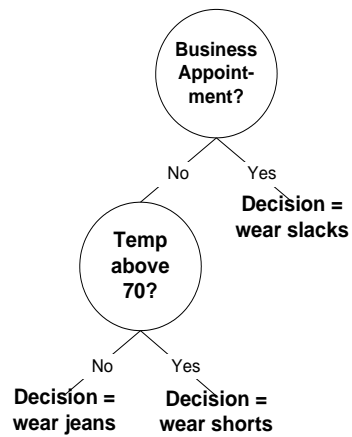 Business
Appoint-
ment?
No
Yes
Decision =
wear slacks
Temp
above
70?
No
Yes
Decision =
wear jeans
Decision =
wear shorts